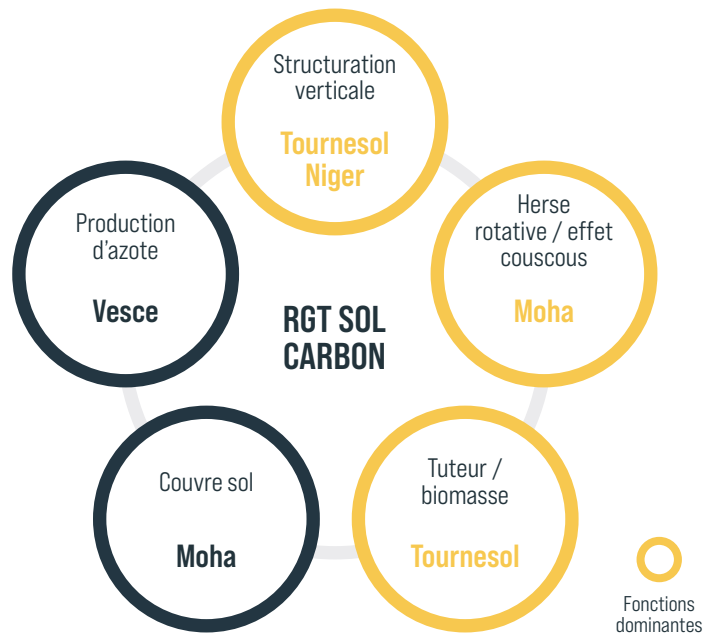 Structuration
verticale
Tournesol
Niger
Herse
rotative / effet
couscous
Moha
Production
d'azote
Vesce
RGT SOL
CARBON
Couvre sol
Moha
Tuteur /
biomasse
Tournesol
Fonctions
dominantes